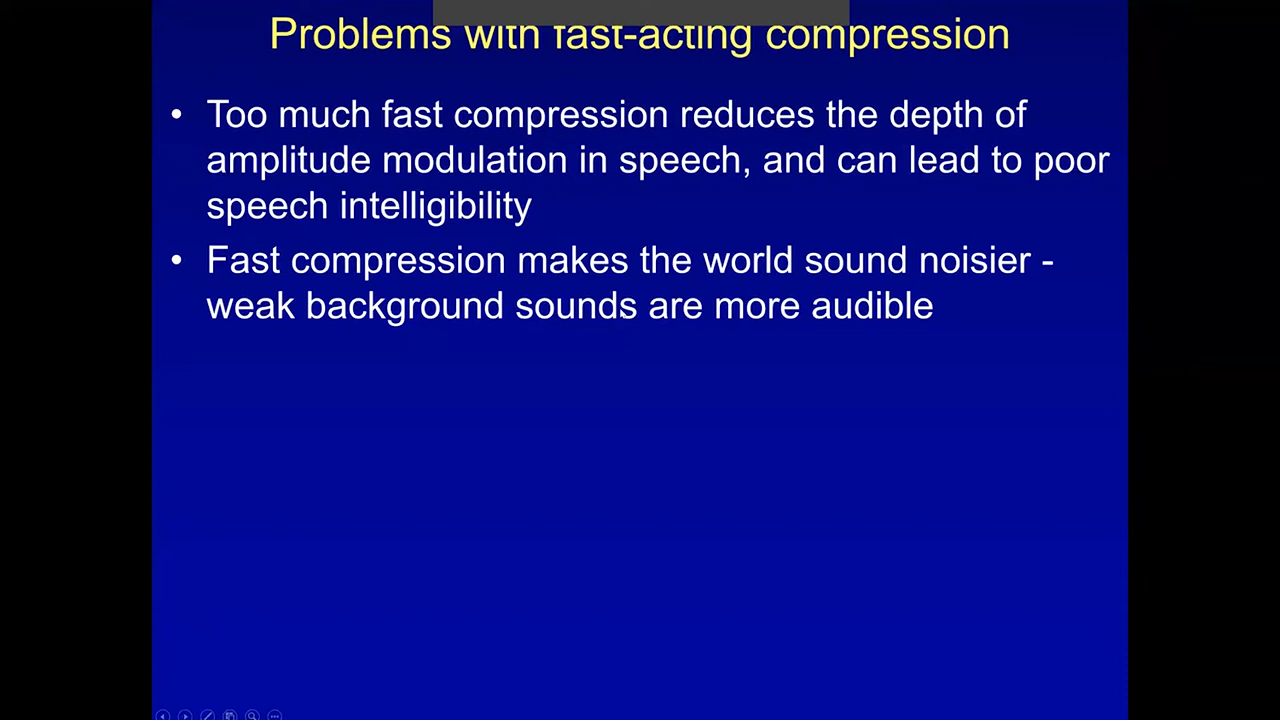 Problems with fast-acting compression
• Too much fast compression reduces the depth of
amplitude modulation in speech, and can lead to poor
speech intelligibility
• Fast compression makes the world sound noisier -
weak background sounds are more audible